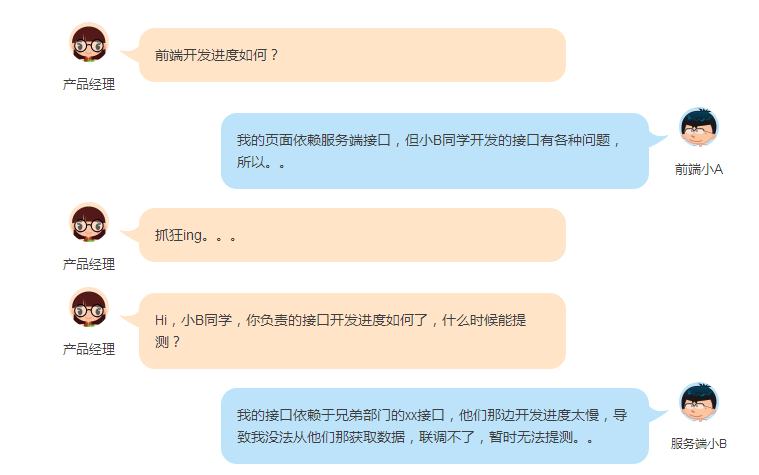 前端开发进度如何？
产品经理
我的页面依赖服务端接口，但小B同学开发的接口有各种问题，
所以。。
前端小A
抓狂ing。。。
产品经理
Hi，小B同学，你负责的接口开发进度如何了，什么时候能提
测？
产品经理
我的接口依赖于兄弟部门的xx接口，他们那边开发进度太慢，导
致我没法从他们那获取数据，联调不了，暂时无法提测。。
服务端小B